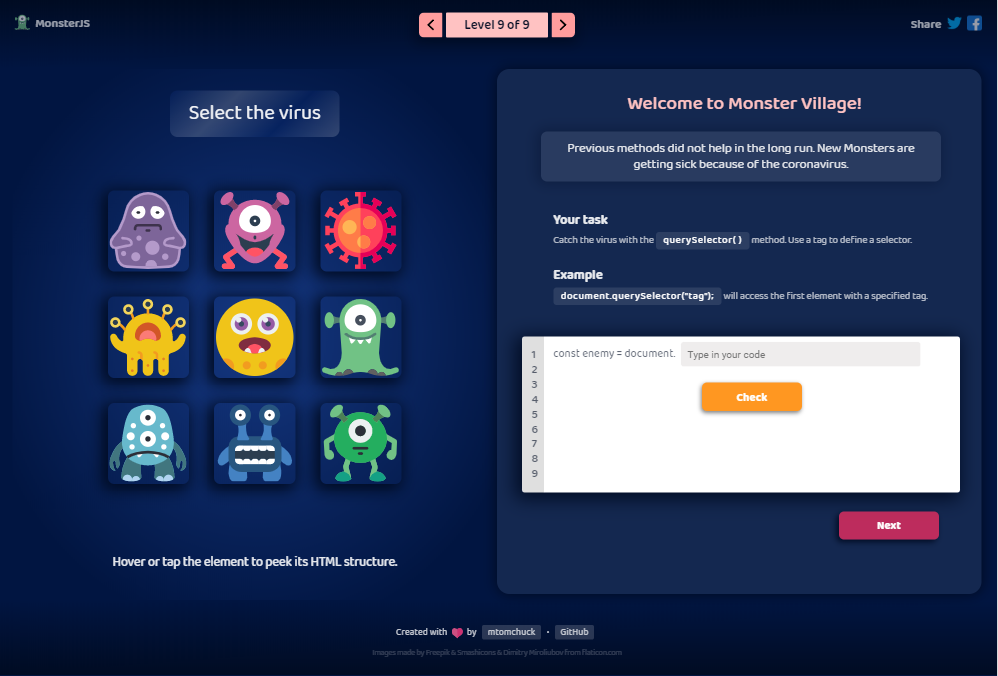 MonsterJS
Level 9 of 9
Share
Select the virus
Welcome to Monster Village!
Previous methods did not help in the long run. New Monsters are
getting sick because of the coronavirus.
Your task
Catch the virus with the querySelector( ) method. Use a tag to define a selector.
Example
document.querySelector("tag"); will access the first element with a specified tag.
1 const enemy = document. Type in your code
2
3
4 Check
5
6
7
8
9
Next
Hover or tap the element to peek its HTML structure.
Created with by mtomchuck · GitHub
Images made by Freepik & Smashicons & Dimitry Miroliubov from flaticon.com